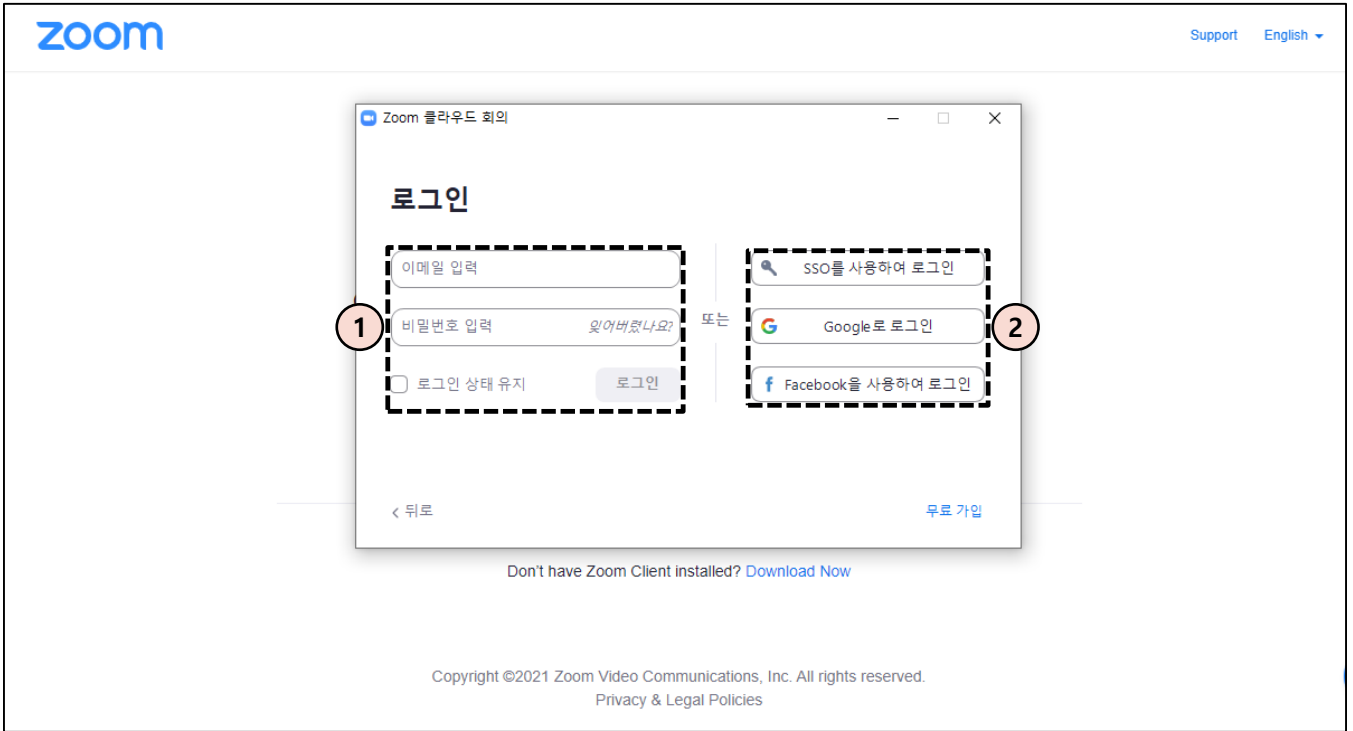 zoom
Support English
Zoom 클라우드 회의
로그인
이메일 입력
SSO를 사용하여 로그인
1
비밀번호 입력 잊어버렸나요?
또는
Google로 로그인
2
로그인 상태 유지 로그인
Facebook을 사용하여 로그인
뒤로
무료 가입
Don't have Zoom Client installed? Download Now
Copyright ©2021 Zoom Video Communications, Inc. All rights reserved.
Privacy & Legal Policies